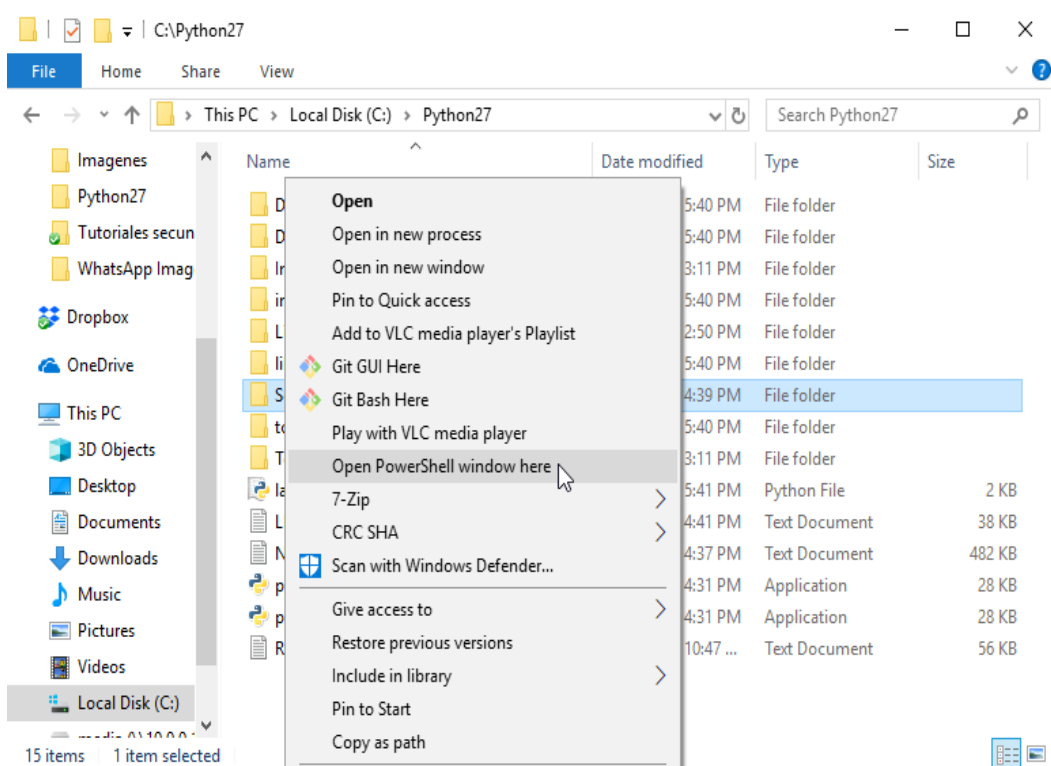 C:\Python27
File Home Share View
This PC > Local Disk (C:) > Python27
Search Python27
Imagenes
Python27
Tutoriales secun
WhatsApp Imag
Dropbox
OneDrive
This PC
3D Objects
Desktop
Documents
Downloads
Music
Pictures
Videos
Local Disk (C:)
Name Date modified Type Size
D 5:40 PM File folder
D 5:40 PM File folder
3:11 PM File folder
5:40 PM File folder
2:50 PM File folder
li 5:40 PM File folder
S 4:39 PM File folder
5:40 PM File folder
T 3:11 PM File folder
5:41 PM Python File 2 KB
L 4:41 PM Text Document 38 KB
N 4:37 PM Text Document 482 KB
p 4:31 PM Application 28 KB
p 4:31 PM Application 28 KB
R 10:47 ... Text Document 56 KB
Open
Open in new process
Open in new window
Pin to Quick access
Add to VLC media player's Playlist
Git GUI Here
Git Bash Here
Play with VLC media player
Open PowerShell window here
7-Zip
CRC SHA
Scan with Windows Defender...
Give access to
Restore previous versions
Include in library
Pin to Start
Copy as path
15 items 1 item selected